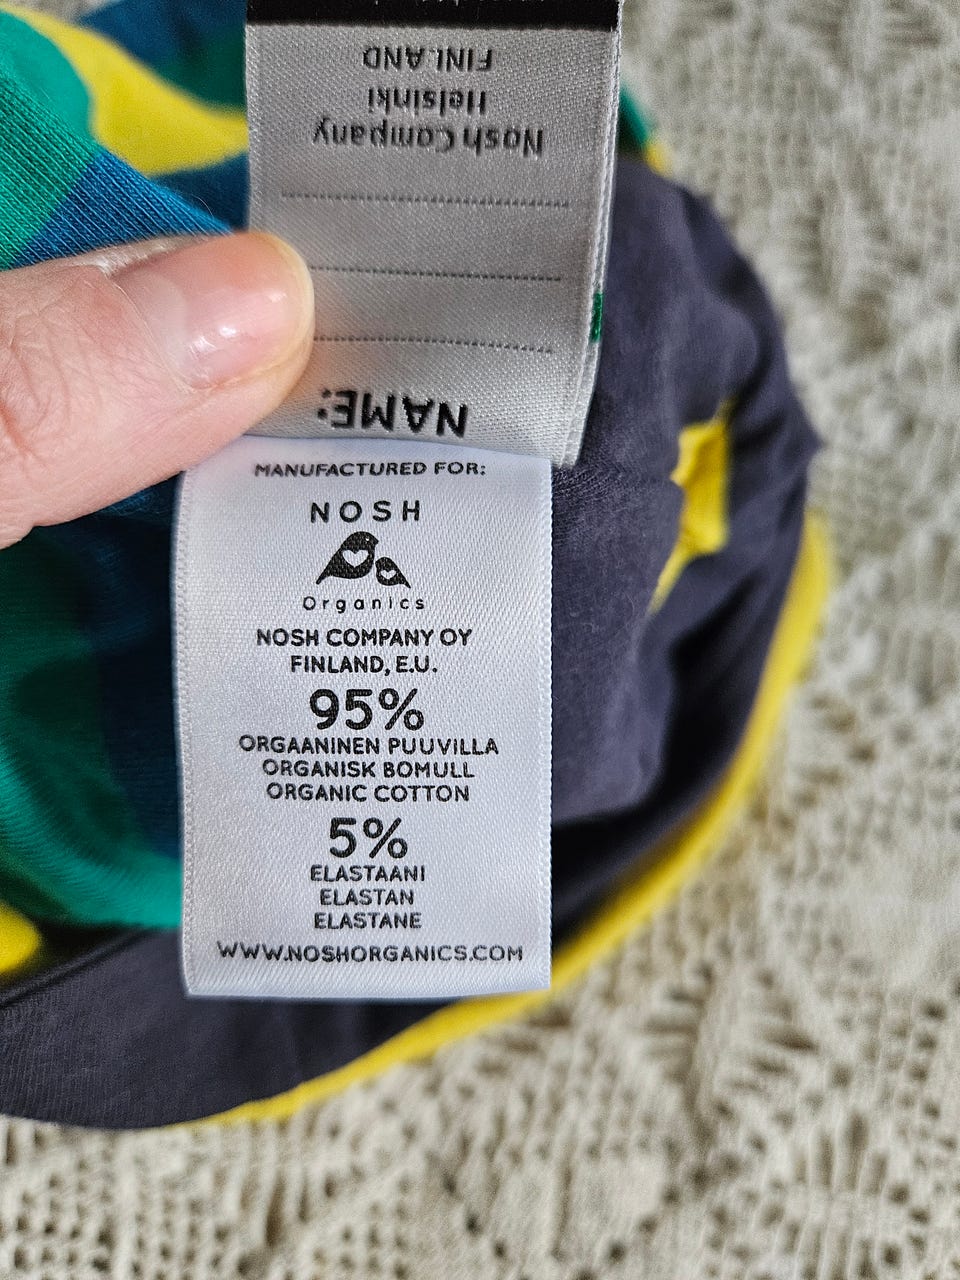 FINLAND
Helsinki
Nosh Company
NAME:
MANUFACTURED FOR:
NOSH
Organics
NOSH COMPANY OY
FINLAND, E.U.
95%
ORGAANINEN PUUVILLA
ORGANISK BOMULL
ORGANIC COTTON
5%
ELASTAANI
ELASTAN
ELASTANE
WWW.NOSHORGANICS.COM